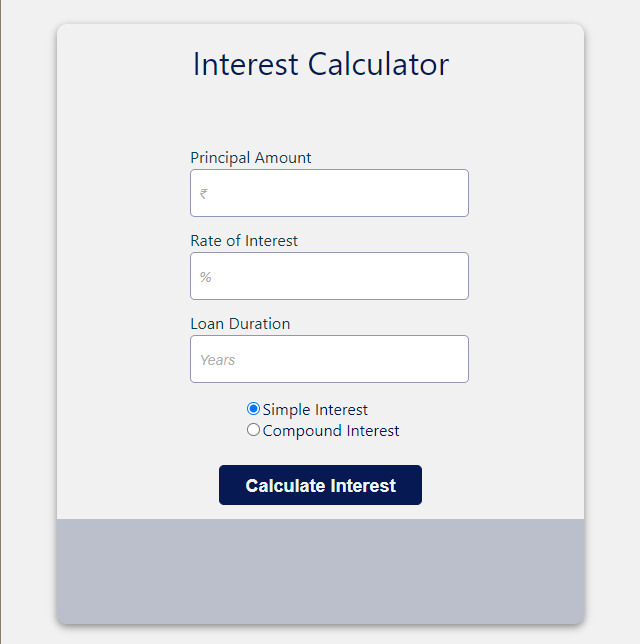 Interest Calculator
Principal Amount
₹
Rate of Interest
%
Loan Duration
Years
Simple Interest
Compound Interest
Calculate Interest